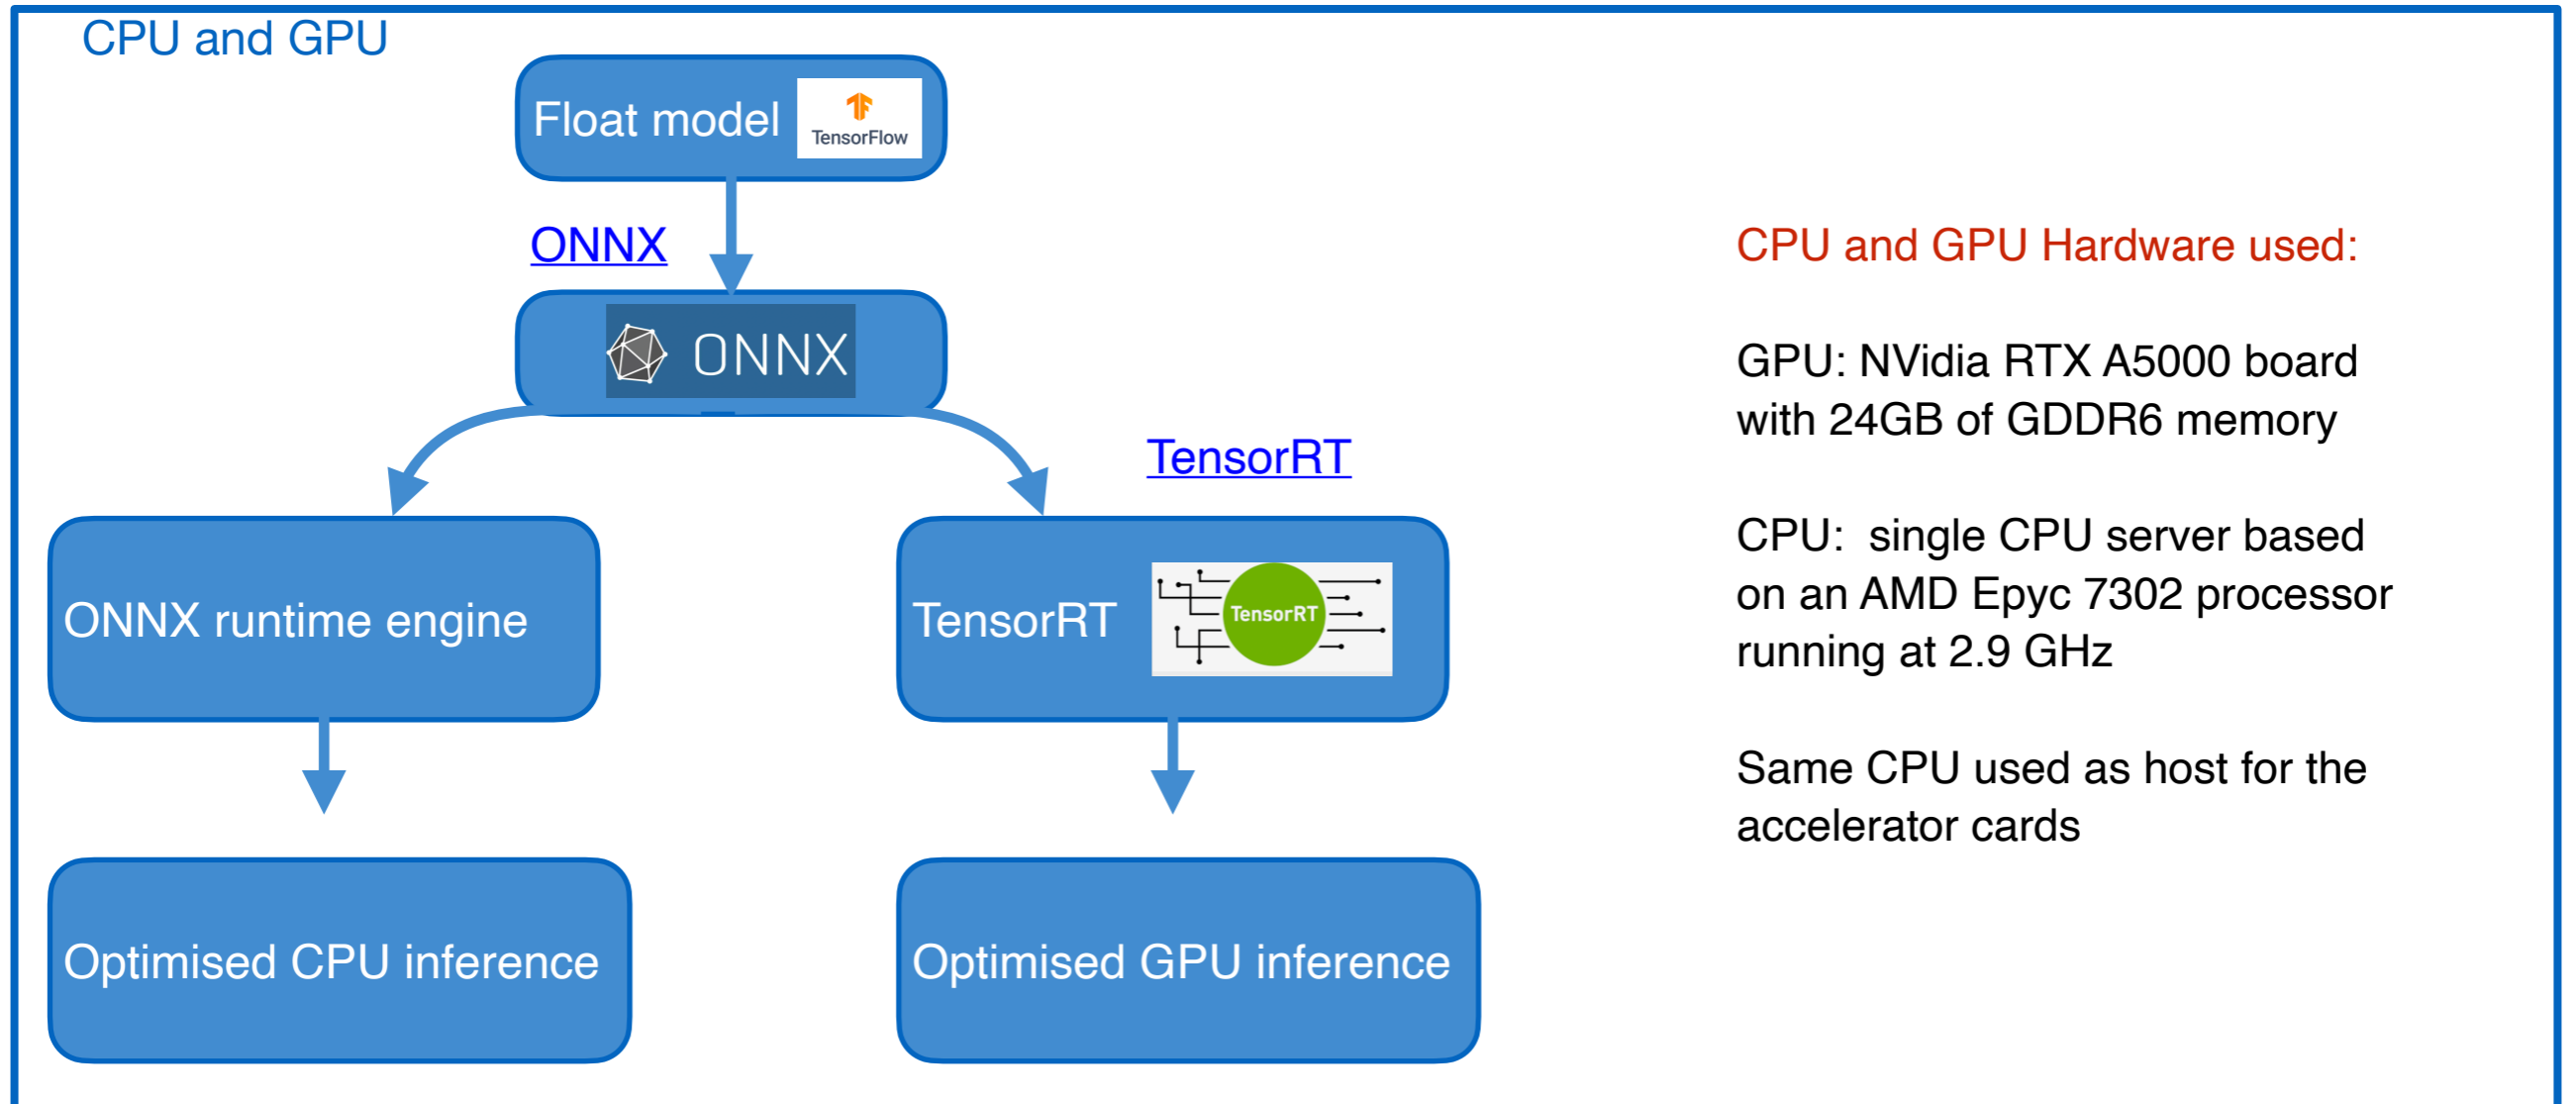 CPU and GPU
Float model
TensorFlow
ONNX
ONNX
TensorRT
ONNX runtime engine
TensorRT
TensorRT
Optimised CPU inference
Optimised GPU inference
CPU and GPU Hardware used:
GPU: NVidia RTX A5000 board
with 24GB of GDDR6 memory
CPU:  single CPU server based
on an AMD Epyc 7302 processor
running at 2.9 GHz
Same CPU used as host for the
accelerator cards